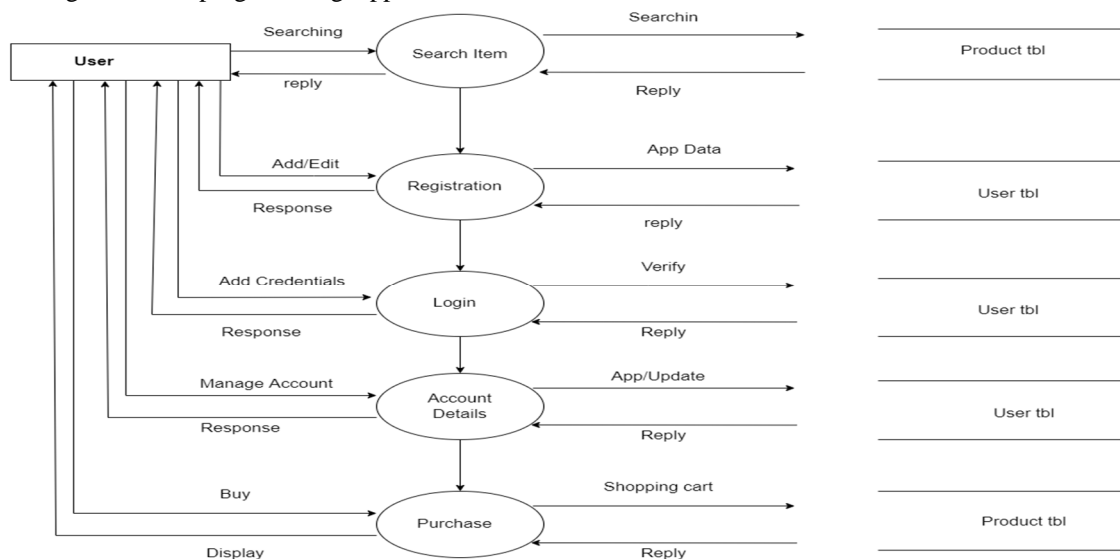 Searching
Searchin
User
Search Item
Product tbl
reply
Reply
Add/Edit
App Data
Registration
User tbl
Response
reply
Add Credentials
Verify
Login
User tbl
Response
Reply
Manage Account
App/Update
Account
Details
User tbl
Response
Reply
Buy
Shopping cart
Purchase
Product tbl
Display
Reply